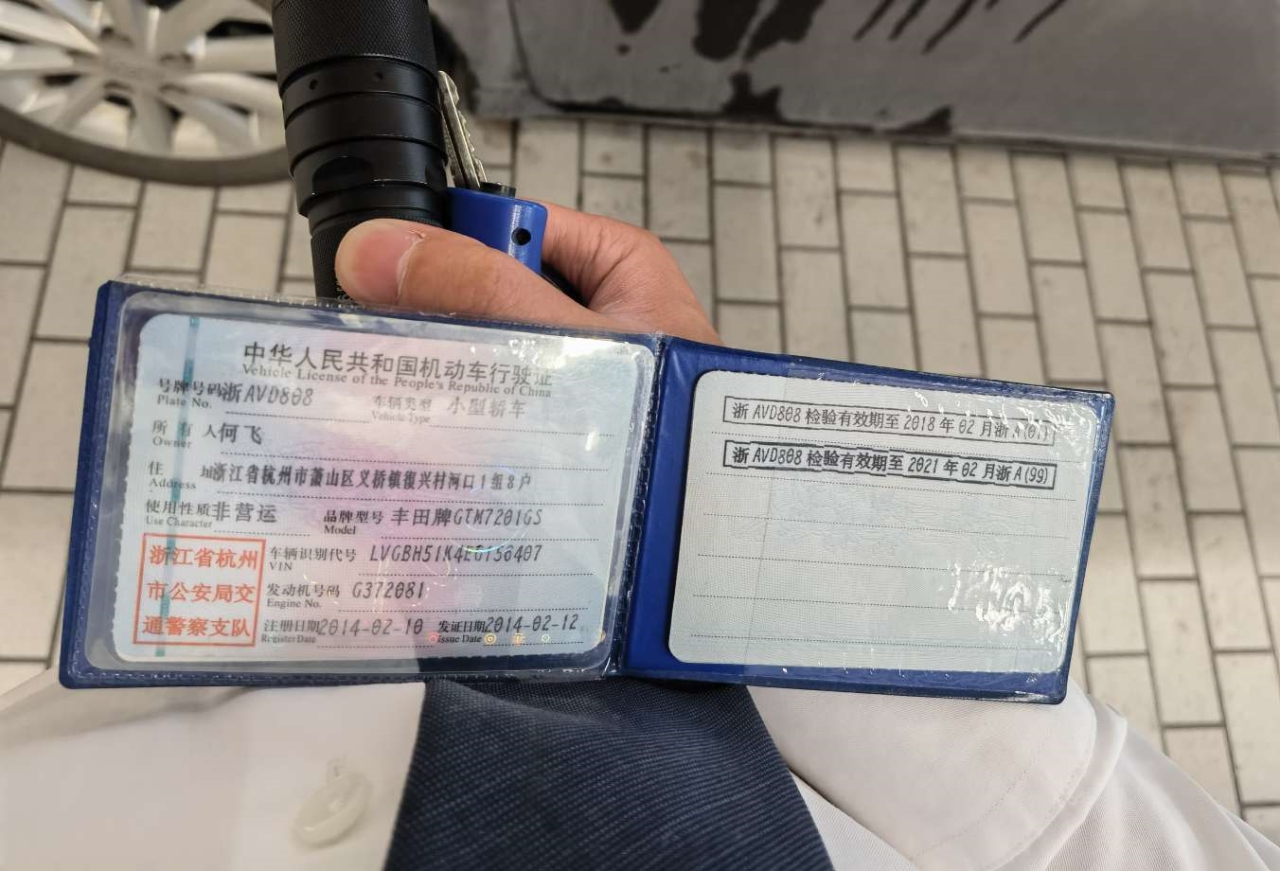 中华人民共和国机动车行驶证
Vehicle License of the People's Republic of China
号牌号码 浙AVD808 车辆类型 小型轿车
Plate No. Vehicle Type
所有人 何飞
Owner
住址 浙江省杭州市萧山区义桥镇復兴村河口1组8户
Address
使用性质 非营运 品牌型号 丰田牌GTM7201GS
Use Character Model
浙江省杭州
市公安局交
通警察支队
车辆识别代号
VIN
发动机号码 G372081
Engine No.
注册日期 2014-02-10 发证日期 2014-02-12
Register Date Issue Date
浙AVD808检验有效期至2018年02月浙A(01)
浙AVD808检验有效期至2021年02月浙A(99)